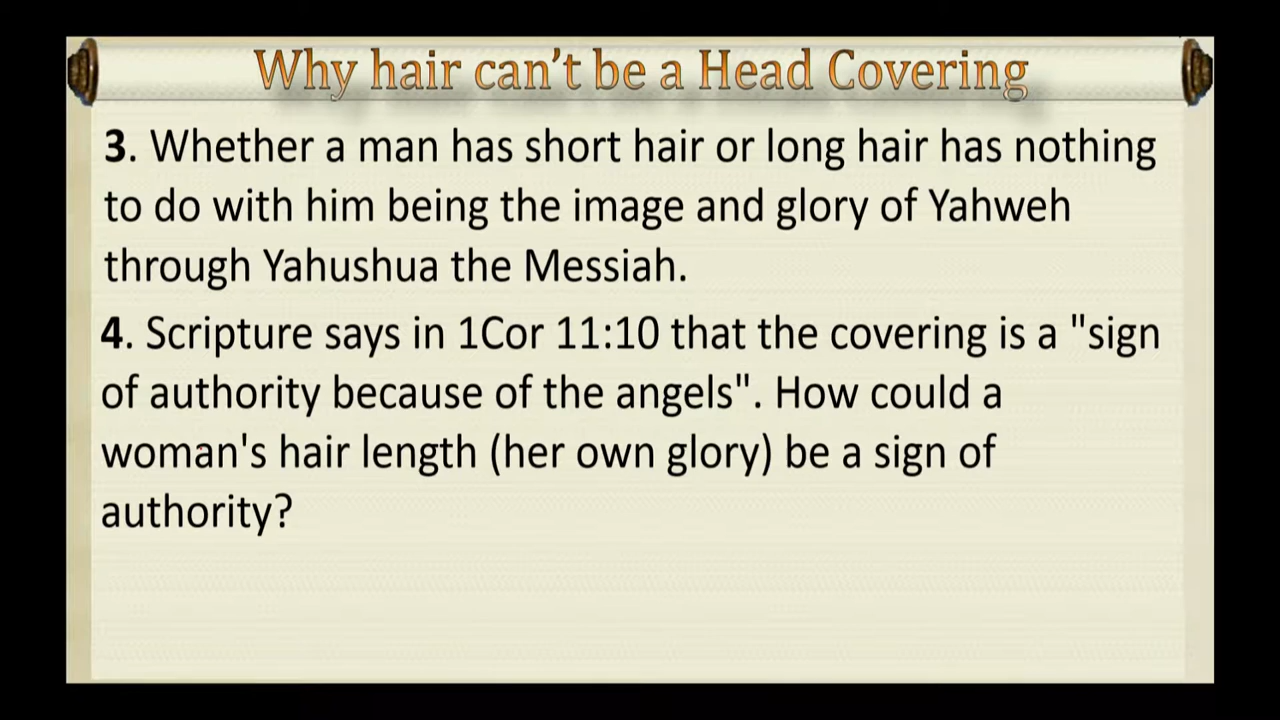 Why hair can’t be a Head Covering
3. Whether a man has short hair or long hair has nothing
to do with him being the image and glory of Yahweh
through Yahushua the Messiah.
4. Scripture says in 1Cor 11:10 that the covering is a "sign
of authority because of the angels". How could a
woman's hair length (her own glory) be a sign of
authority?